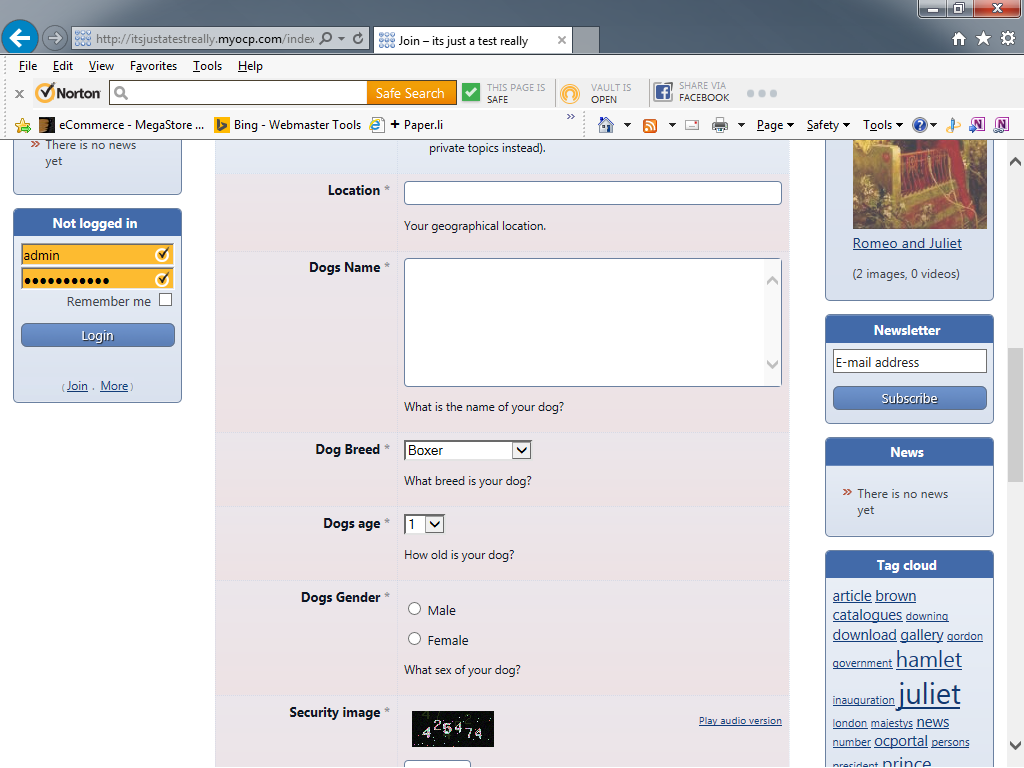 http://itsjustatestreally.myocp.com/index
Join – its just a test really
File Edit View Favorites Tools Help
Norton
Safe Search
THIS PAGE IS
SAFE
VAULT IS
OPEN
SHARE VIA
FACEBOOK
eCommerce - MegaStore ...
Bing - Webmaster Tools
+ Paper.li
»
Page
Safety
Tools
» There is no news
yet
Not logged in
admin
•••••••••••
Remember me
Login
( Join . More )
private topics instead).
Location *
Your geographical location.
Dogs Name *
What is the name of your dog?
Dog Breed *
Boxer
What breed is your dog?
Dogs age *
1
How old is your dog?
Dogs Gender *
Male
Female
What sex of your dog?
Security image *
425474
Play audio version
Romeo and Juliet
(2 images, 0 videos)
Newsletter
E-mail address
Subscribe
News
» There is no news
yet
Tag cloud
article brown
catalogues downing
download gallery gordon
government hamlet
inauguration juliet
london majestys news
number ocportal persons
president prince